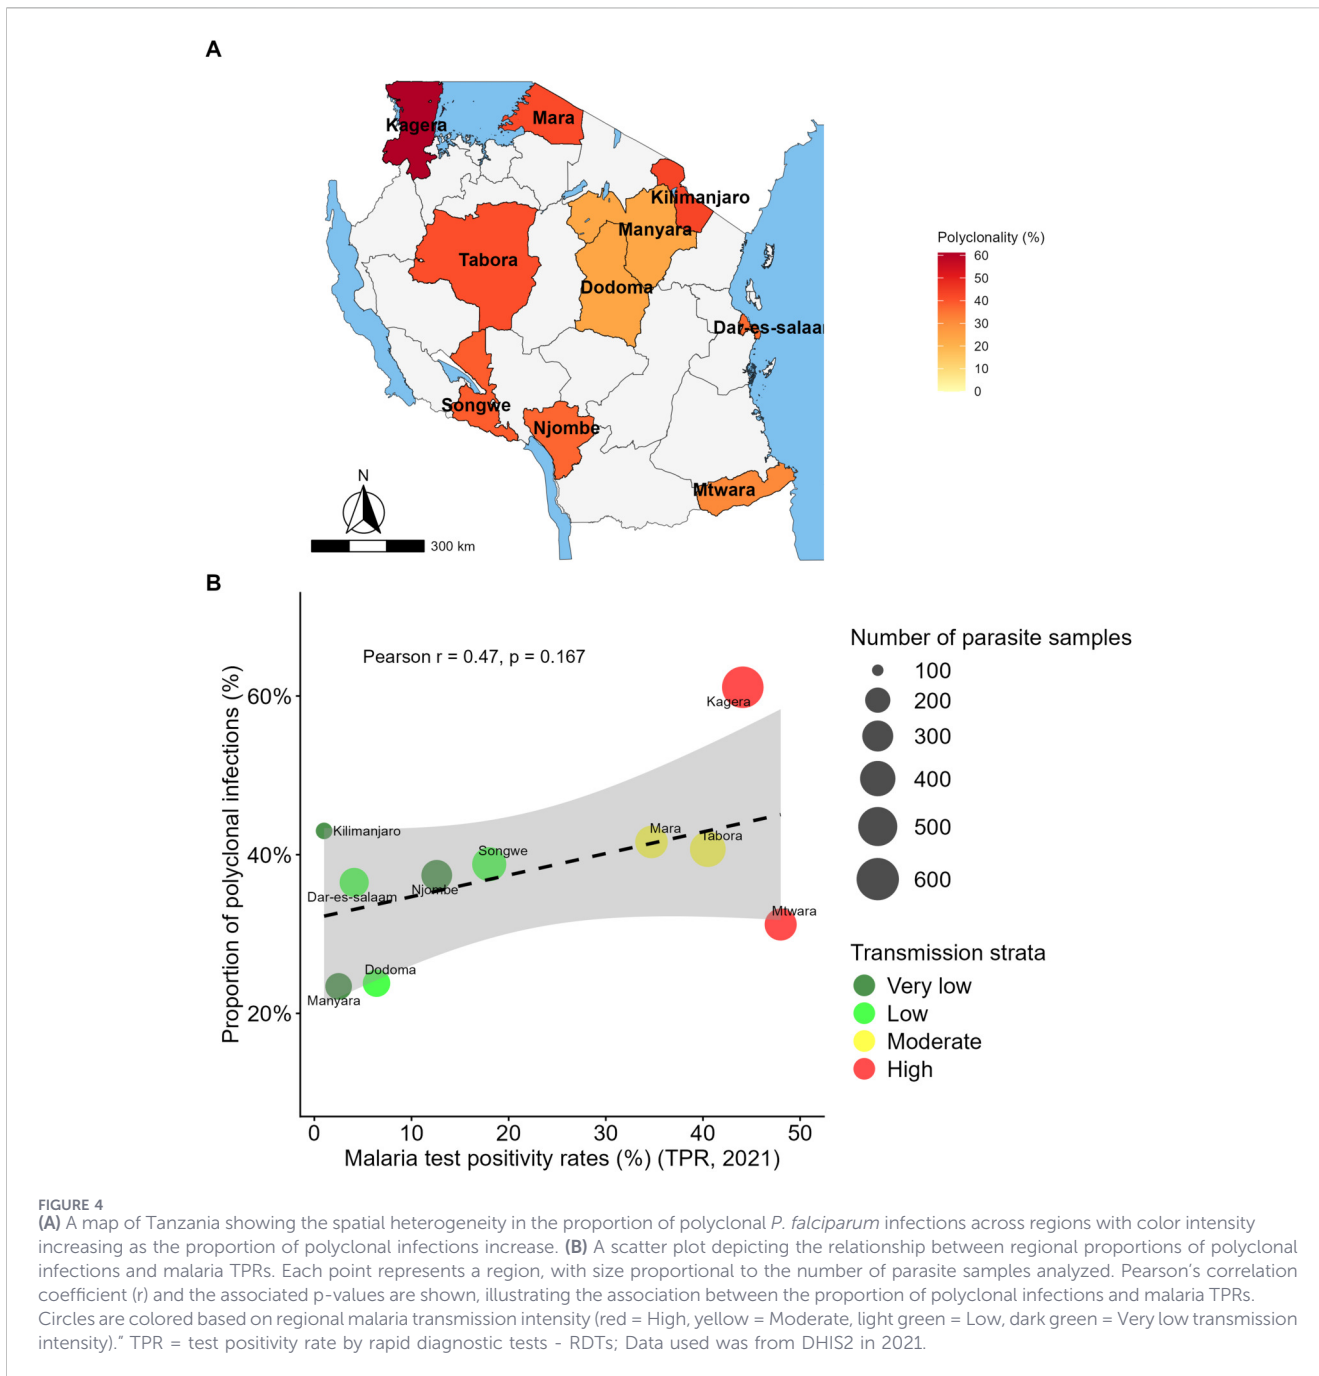 A
Kagera
Mara
Kilimanjaro
Manyara
Tabora
Dodoma
Dar-es-salaam
Songwe
Njombe
Mtwara
N
300 km
Polyclonality (%)
60
50
40
30
20
10
0
B
Proportion of polyclonal infections (%)
60%
40%
20%
Pearson r = 0.47, p = 0.167
Kagera
Kilimanjaro
Mara
Tabora
Songwe
Njombe
Dar-es-salaam
Mtwara
Dodoma
Manyara
0 10 20 30 40 50
Malaria test positivity rates (%) (TPR, 2021)
Number of parasite samples
100
200
300
400
500
600
Transmission strata
Very low
Low
Moderate
High
FIGURE 4
(A) A map of Tanzania showing the spatial heterogeneity in the proportion of polyclonal P. falciparum infections across regions with color intensity
increasing as the proportion of polyclonal infections increase. (B) A scatter plot depicting the relationship between regional proportions of polyclonal
infections and malaria TPRs. Each point represents a region, with size proportional to the number of parasite samples analyzed. Pearson's correlation
coefficient (r) and the associated p-values are shown, illustrating the association between the proportion of polyclonal infections and malaria TPRs.
Circles are colored based on regional malaria transmission intensity (red = High, yellow = Moderate, light green = Low, dark green = Very low transmission
intensity)." TPR = test positivity rate by rapid diagnostic tests - RDTs; Data used was from DHIS2 in 2021.